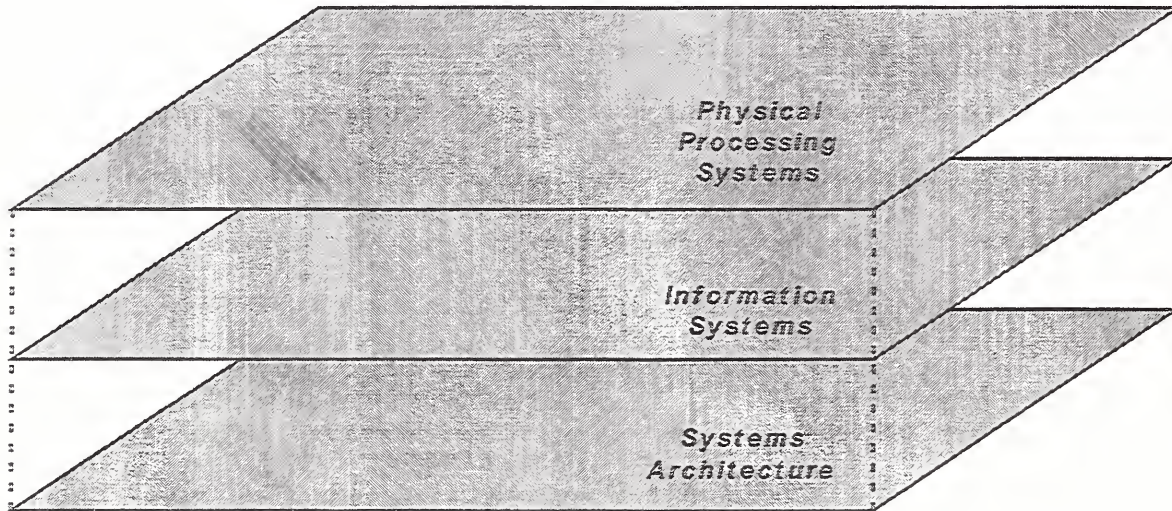 Physical
Processing
Systems
Information
Systems
Systems
Architecture